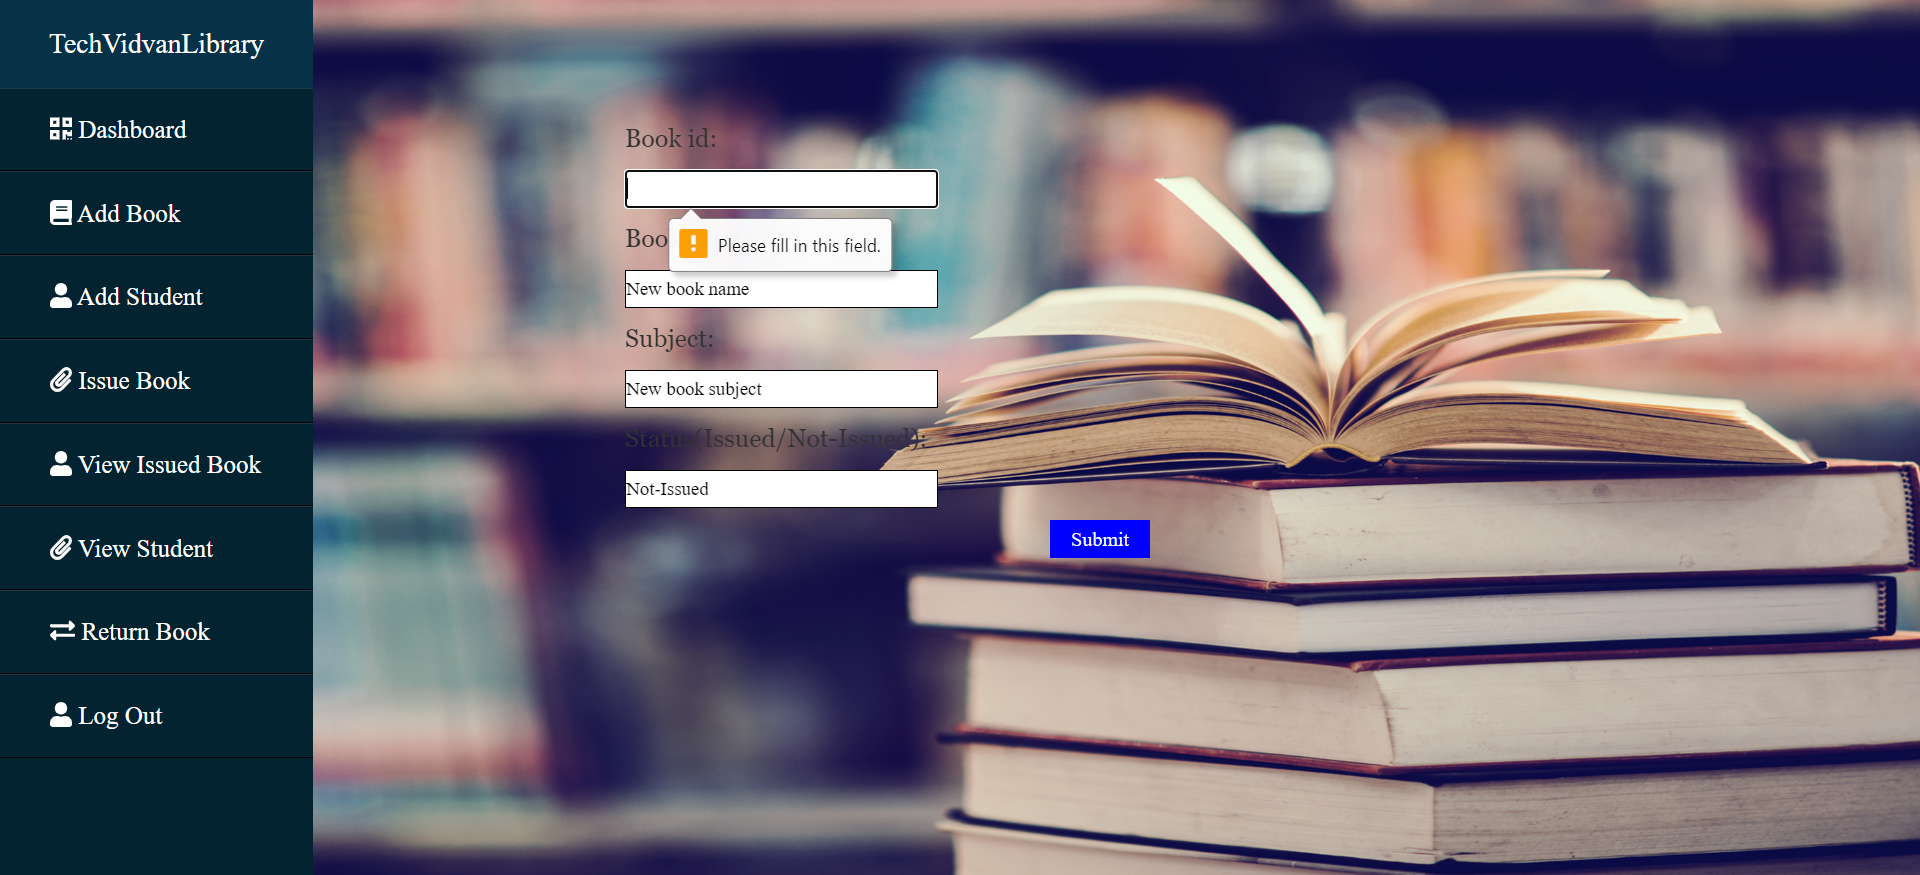 TechVidvanLibrary
Dashboard
Add Book
Add Student
Issue Book
View Issued Book
View Student
Return Book
Log Out
Book id:
Please fill in this field.
Boo
New book name
Subject:
New book subject
Status(Issued/Not-Issued):
Not-Issued
Submit